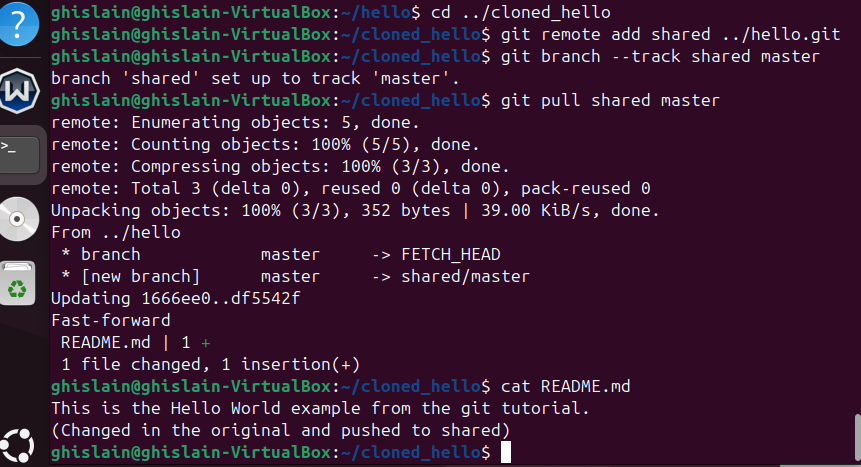 ghislain@ghislain-VirtualBox:~/hello$ cd ../cloned_hello
ghislain@ghislain-VirtualBox:~/cloned_hello$ git remote add shared ../hello.git
ghislain@ghislain-VirtualBox:~/cloned_hello$ git branch --track shared master
branch 'shared' set up to track 'master'.
ghislain@ghislain-VirtualBox:~/cloned_hello$ git pull shared master
remote: Enumerating objects: 5, done.
remote: Counting objects: 100% (5/5), done.
remote: Compressing objects: 100% (3/3), done.
remote: Total 3 (delta 0), reused 0 (delta 0), pack-reused 0
Unpacking objects: 100% (3/3), 352 bytes | 39.00 KiB/s, done.
From ../hello
 * branch            master     -> FETCH_HEAD
 * [new branch]      master     -> shared/master
Updating 1666ee0..df5542f
Fast-forward
 README.md | 1 +
 1 file changed, 1 insertion(+)
ghislain@ghislain-VirtualBox:~/cloned_hello$ cat README.md
This is the Hello World example from the git tutorial.
(Changed in the original and pushed to shared)
ghislain@ghislain-VirtualBox:~/cloned_hello$